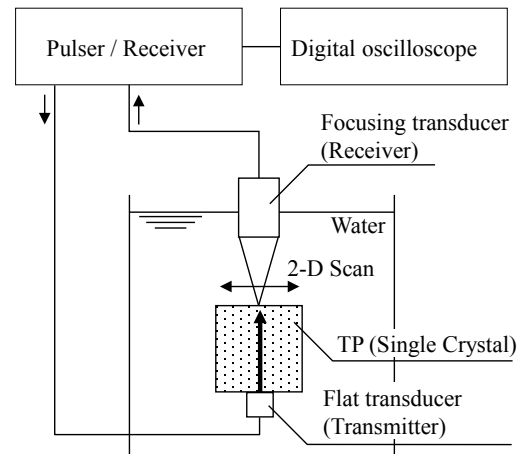 Pulser / Receiver
Digital oscilloscope
Focusing transducer
(Receiver)
Water
2-D Scan
TP (Single Crystal)
Flat transducer
(Transmitter)